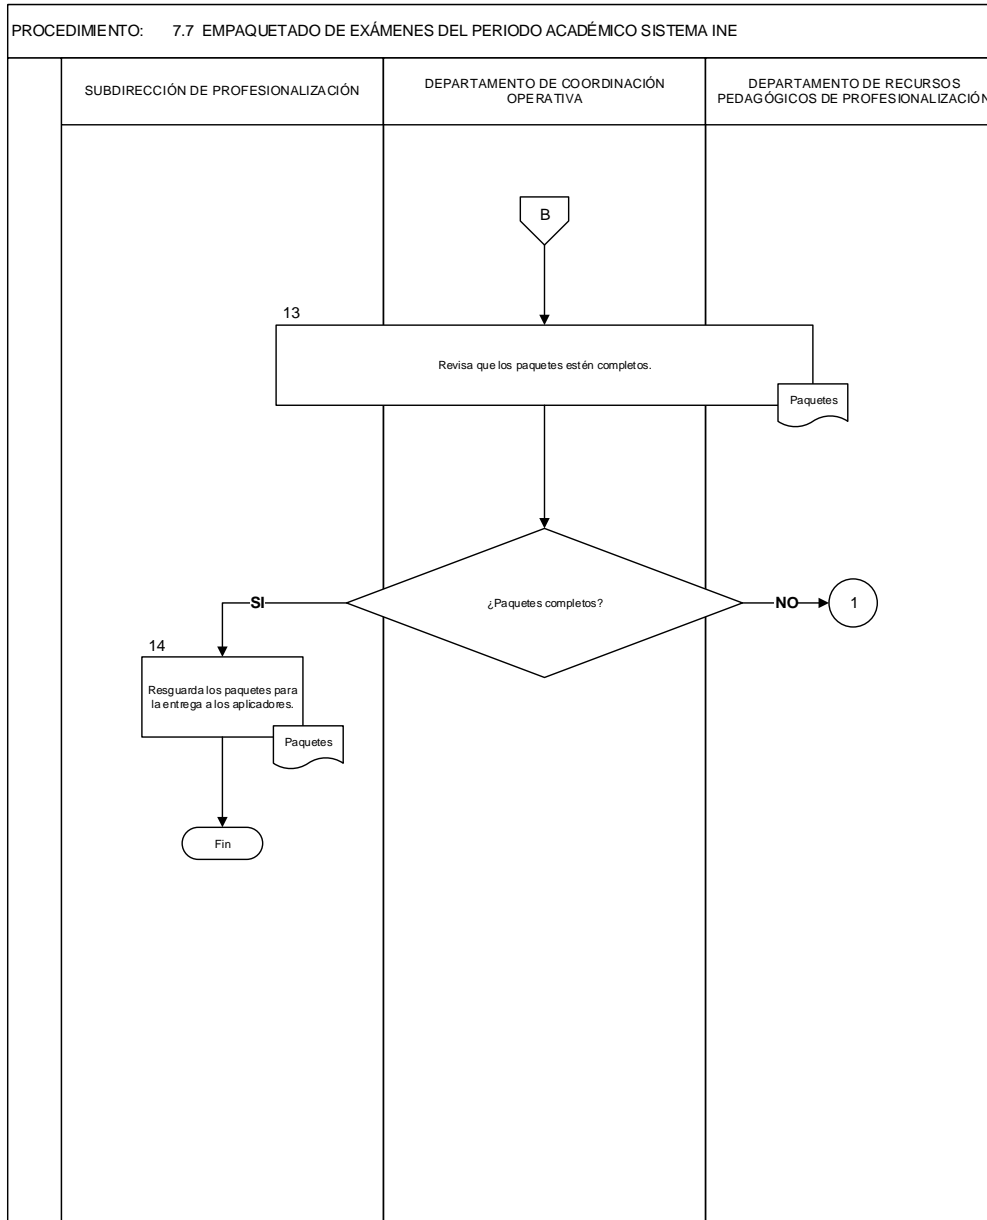 PROCEDIMIENTO: 7.7 EMPAQUETADO DE EXÁMENES DEL PERIODO ACADÉMICO SISTEMA INE
SUBDIRECCIÓN DE PROFESIONALIZACIÓN
DEPARTAMENTO DE COORDINACIÓN
OPERATIVA
DEPARTAMENTO DE RECURSOS
PEDAGÓGICOS DE PROFESIONALIZACIÓN
B
13
Revisa que los paquetes estén completos.
Paquetes
¿Paquetes completos?
SI
NO
1
14
Resguarda los paquetes para
la entrega a los aplicadores.
Paquetes
Fin